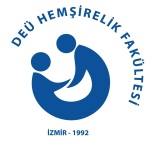 DEÜ HEMŞİRELİK FAKÜLTESİ
İZMİR - 1992